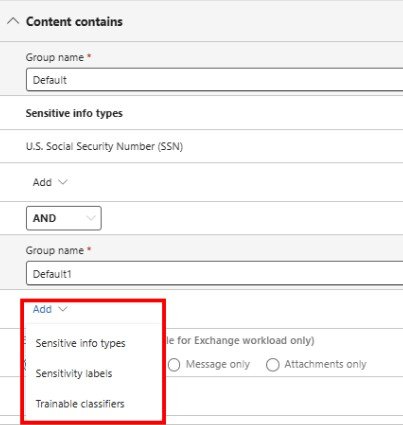 Content contains
Group name *
Default
Sensitive info types
U.S. Social Security Number (SSN)
Add
AND
Group name *
Default1
Add
Sensitive info types
le for Exchange workload only)
Sensitivity labels
Message only
Attachments only
Trainable classifiers